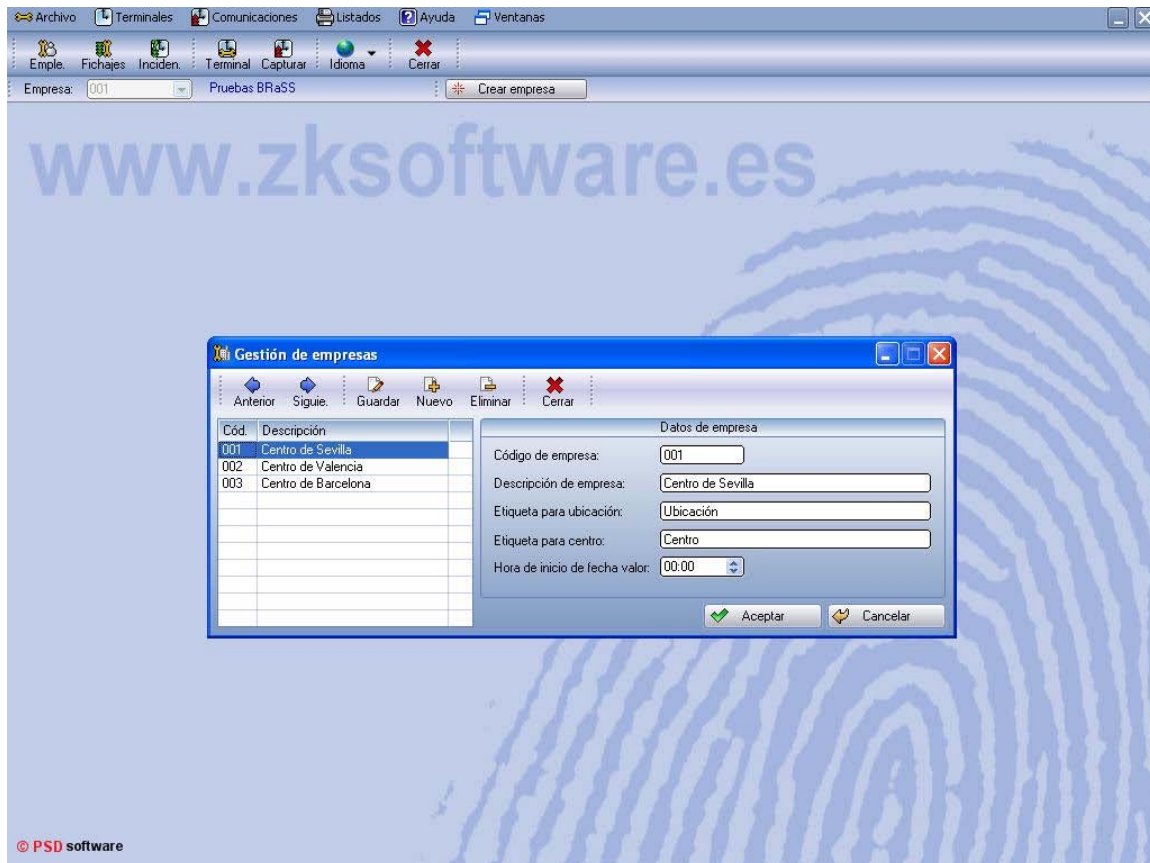 Archivo Terminales Comunicaciones Listados Ayuda Ventanas
Emple. Fichajes Inciden. Terminal Capturar Idioma Cerrar
Empresa: 001 Pruebas BRaSS Crear empresa
www.zksoftware.es
Gestión de empresas
Anterior Siguie. Guardar Nuevo Eliminar Cerrar
Cód. Descripción
001 Centro de Sevilla
002 Centro de Valencia
003 Centro de Barcelona
Datos de empresa
Código de empresa: 001
Descripción de empresa: Centro de Sevilla
Etiqueta para ubicación: Ubicación
Etiqueta para centro: Centro
Hora de inicio de fecha valor: 00:00
Aceptar Cancelar
© PSD software